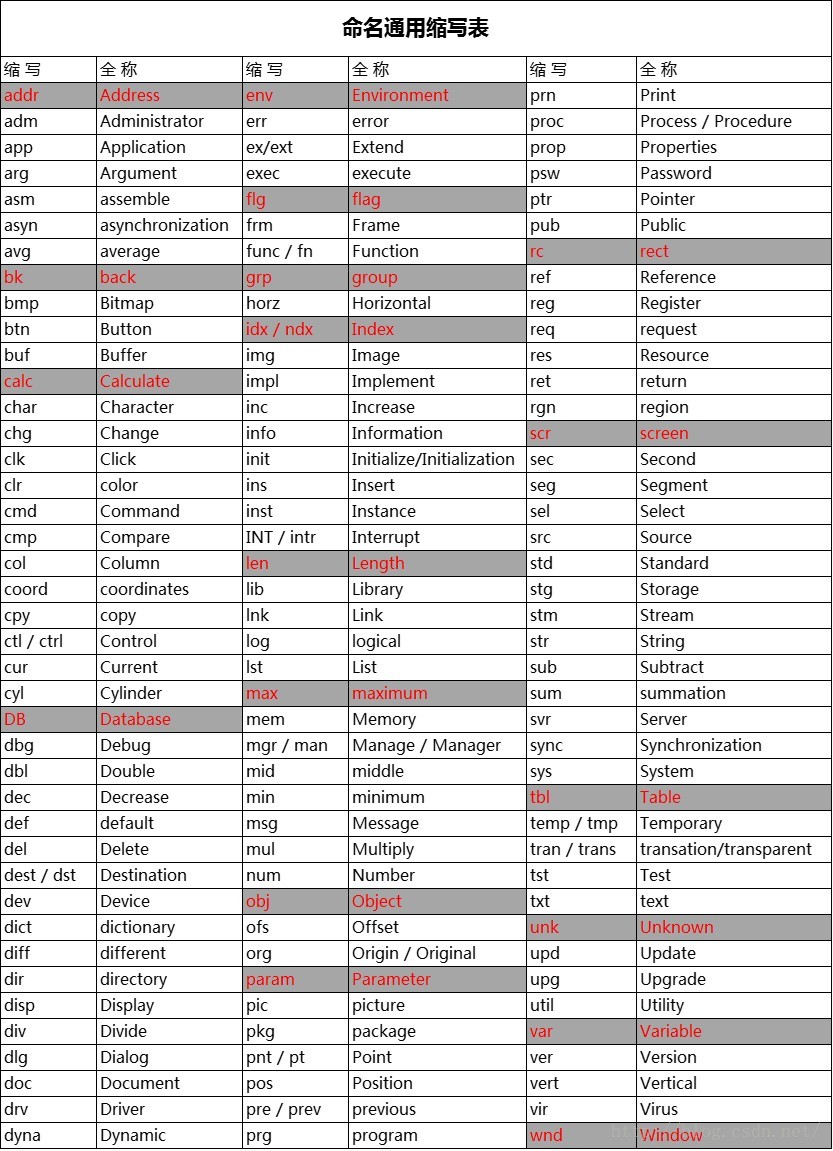 命名通用缩写表
缩 写 全 称 缩 写 全 称 缩 写 全 称
addr Address env Environment prn Print
adm Administrator err error proc Process / Procedure
app Application ex/ext Extend prop Properties
arg Argument exec execute psw Password
asm assemble flg flag ptr Pointer
asyn asynchronization frm Frame pub Public
avg average func / fn Function rc rect
bk back grp group ref Reference
bmp Bitmap horz Horizontal reg Register
btn Button idx / ndx Index req request
buf Buffer img Image res Resource
calc Calculate impl Implement ret return
char Character inc Increase rgn region
chg Change info Information scr screen
clk Click init Initialize/Initialization sec Second
clr color ins Insert seg Segment
cmd Command inst Instance sel Select
cmp Compare INT / intr Interrupt src Source
col Column len Length std Standard
coord coordinates lib Library stg Storage
cpy copy lnk Link stm Stream
ctl / ctrl Control log logical str String
cur Current lst List sub Subtract
cyl Cylinder max maximum sum summation
DB Database mem Memory svr Server
dbg Debug mgr / man Manage / Manager sync Synchronization
dbl Double mid middle sys System
dec Decrease min minimum tbl Table
def default msg Message temp / tmp Temporary
del Delete mul Multiply tran / trans transation/transparent
dest / dst Destination num Number tst Test
dev Device obj Object txt text
dict dictionary ofs Offset unk Unknown
diff different org Origin / Original upd Update
dir directory param Parameter upg Upgrade
disp Display pic picture util Utility
div Divide pkg package var Variable
dlg Dialog pnt / pt Point ver Version
doc Document pos Position vert Vertical
drv Driver pre / prev previous vir Virus
dyna Dynamic prg program wnd Window